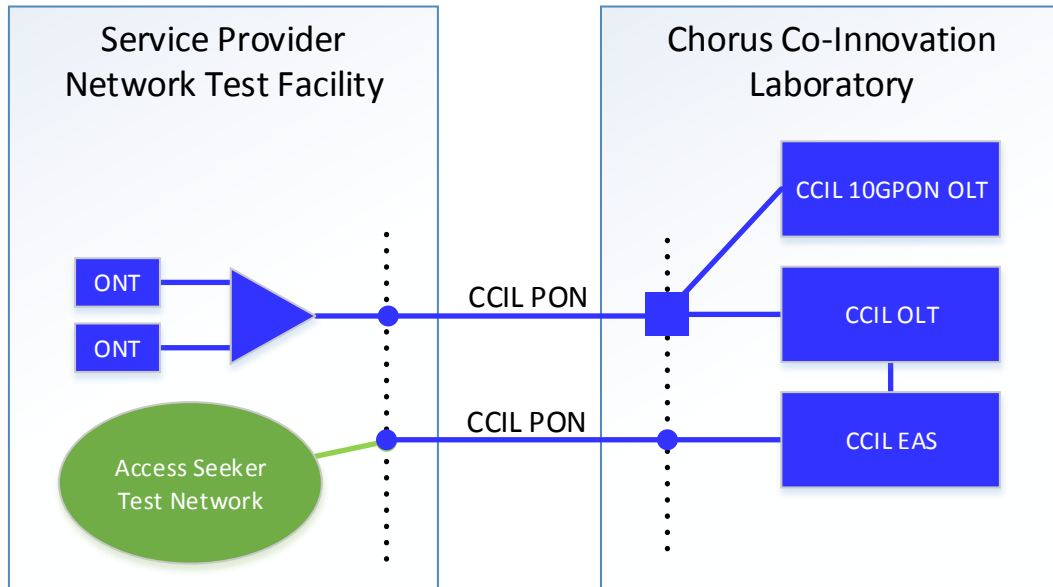 Service Provider
Network Test Facility
Chorus Co-Innovation
Laboratory
CCIL 10GPON OLT
ONT
CCIL PON
CCIL OLT
ONT
CCIL PON
CCIL EAS
Access Seeker
Test Network